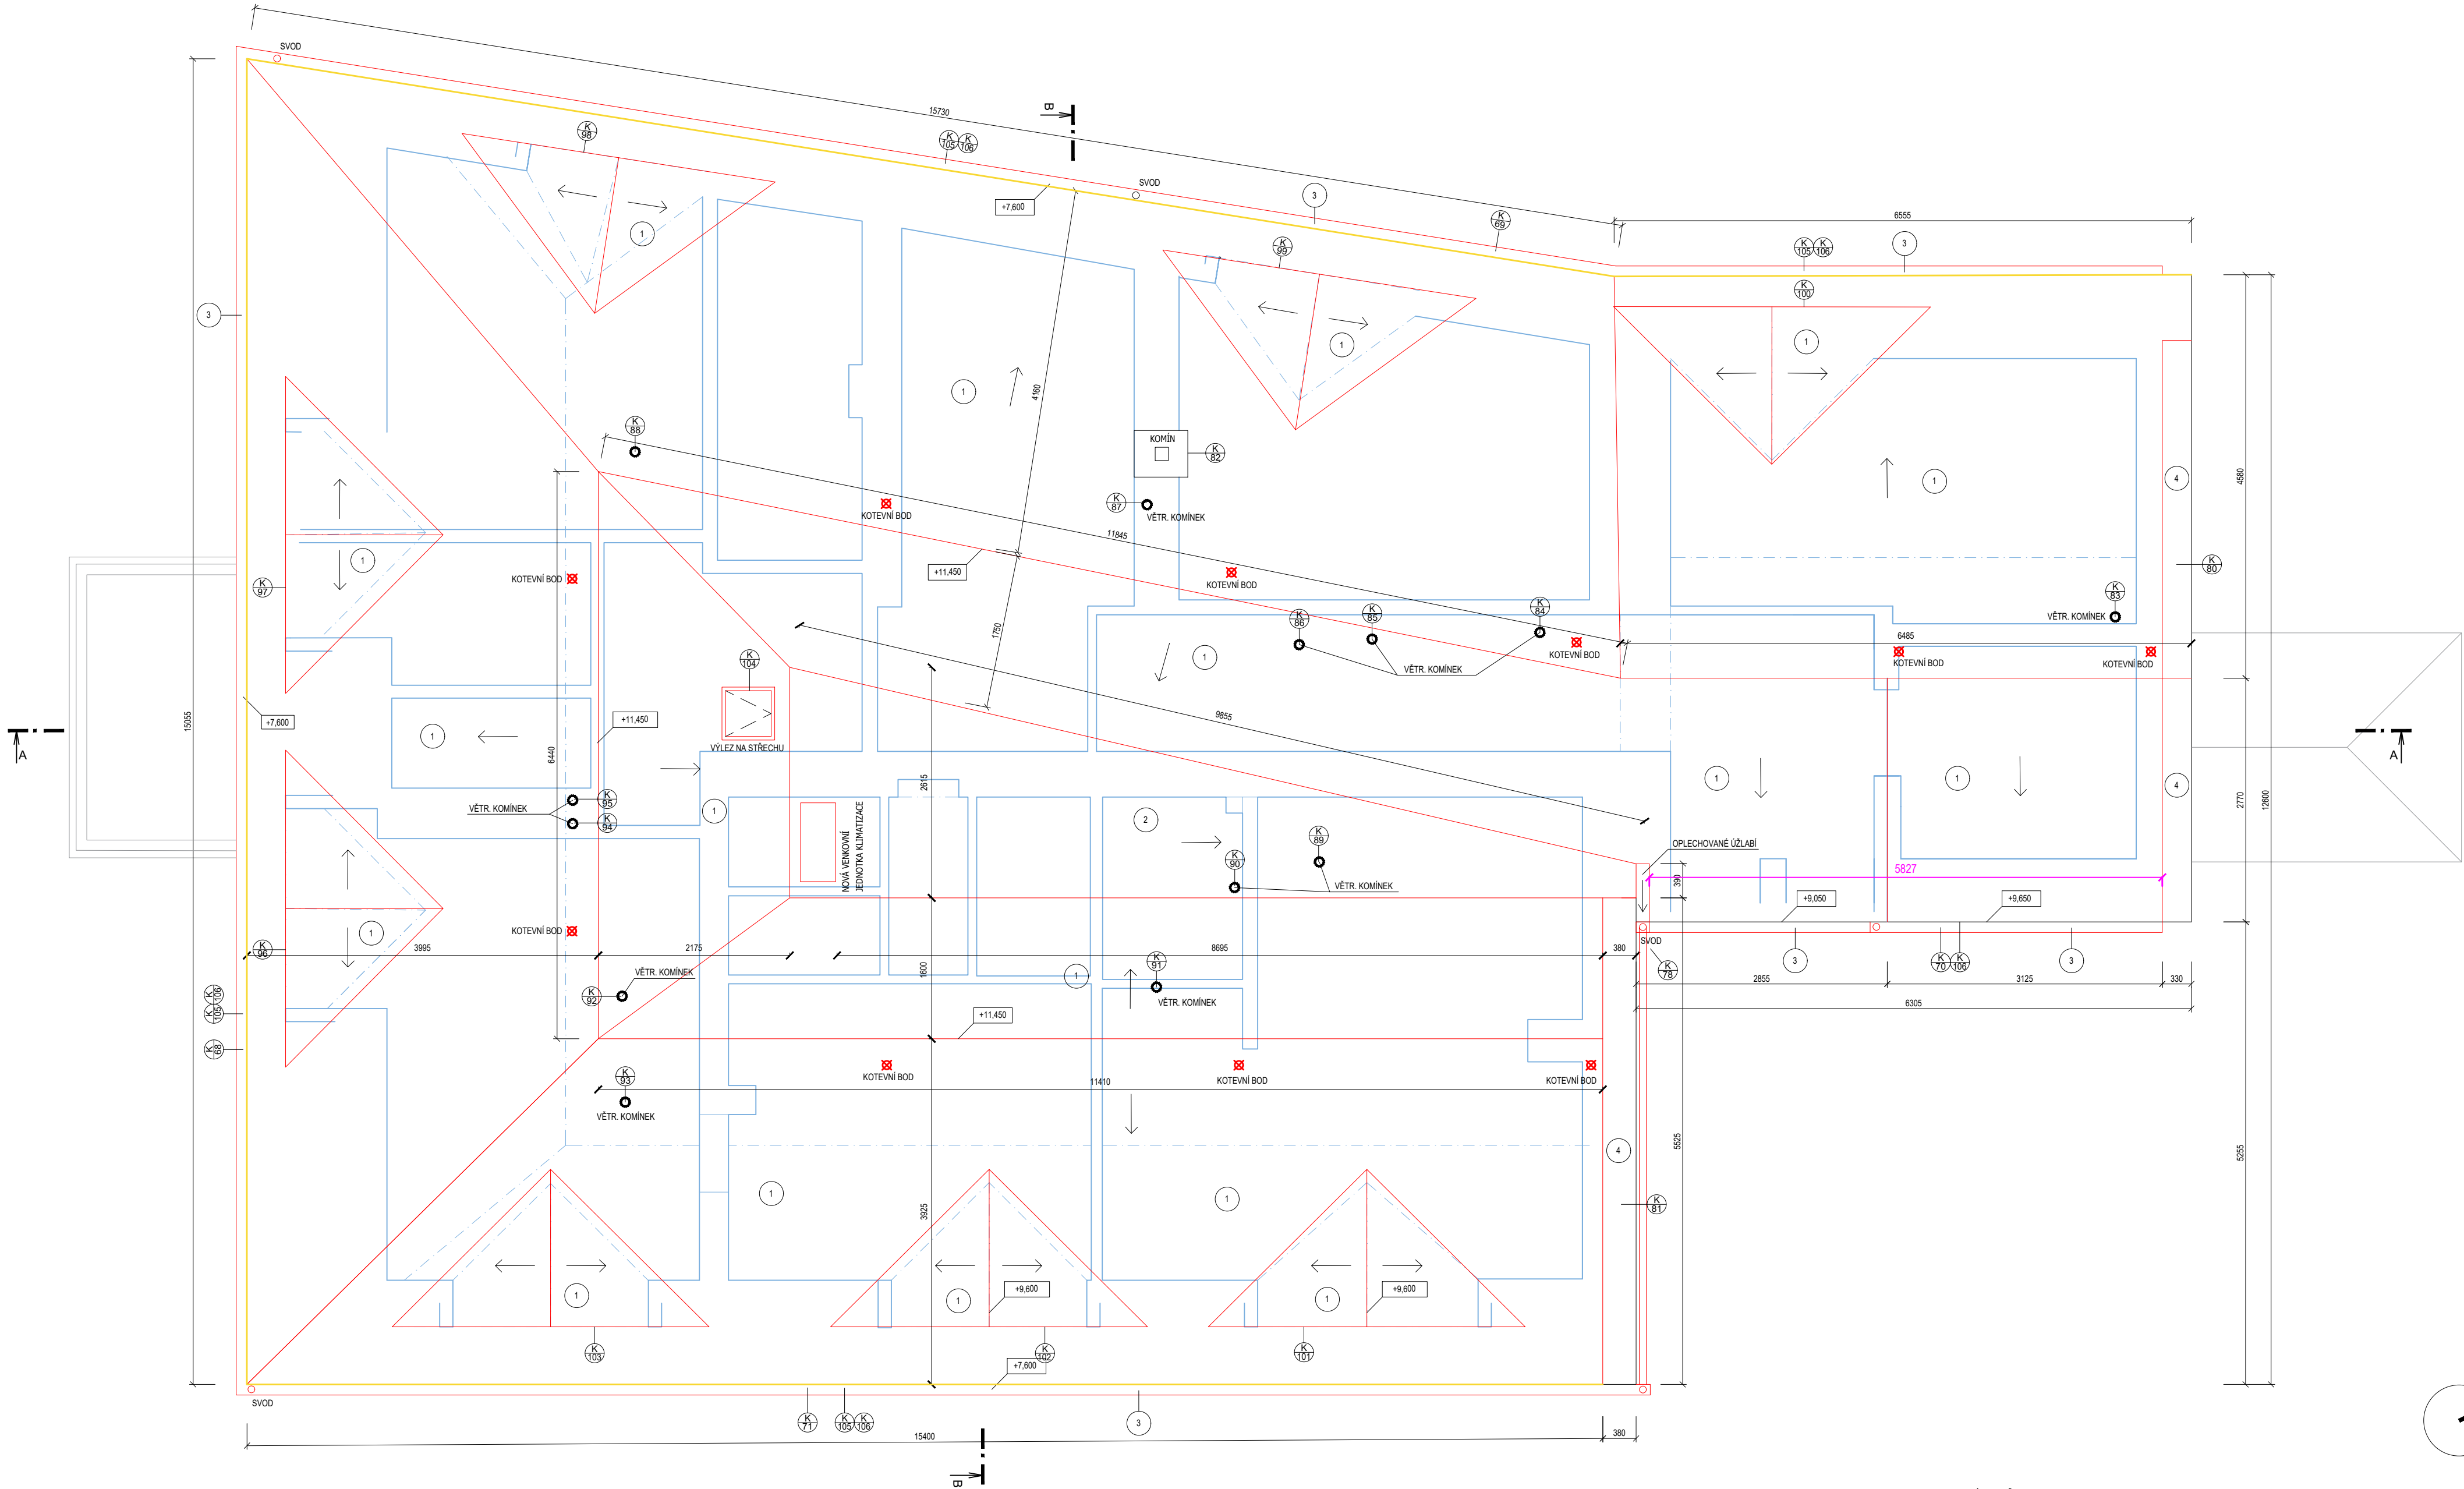 SVOD
15730
B
K
98
K
105
K
106
SVOD
+7,600
3
K
69
6555
K
99
K
105
K
106
3
K
100
1
3
1
1
1
4160
K
88
KOMÍN
K
82
1
4
4580
KOTEVNÍ BOD
K
87
VĚTR. KOMÍNEK
11845
1
+11,450
KOTEVNÍ BOD
KOTEVNÍ BOD
K
97
K
80
K
83
VĚTR. KOMÍNEK
K
86
K
85
K
84
1750
6485
KOTEVNÍ BOD
KOTEVNÍ BOD
KOTEVNÍ BOD
1
VĚTR. KOMÍNEK
K
104
+7,600
+11,450
9855
15055
A
1
6440
VÝLEZ NA STŘECHU
A
2615
1
1
4
2770
12600
VĚTR. KOMÍNEK
K
95
K
94
1
NOVÁ VENKOVNÍ
JEDNOTKA KLIMATIZACE
2
K
89
K
90
VĚTR. KOMÍNEK
OPLECHOVANÉ ÚŽLABÍ
5827
390
+9,050
+9,650
KOTEVNÍ BOD
1
K
96
3995
2175
8695
380
SVOD
K
78
3
K
70
K
106
3
1600
K
91
1
VĚTR. KOMÍNEK
VĚTR. KOMÍNEK
K
92
2855
3125
330
6305
K
106
K
105
+11,450
K
68
KOTEVNÍ BOD
KOTEVNÍ BOD
KOTEVNÍ BOD
K
93
11410
VĚTR. KOMÍNEK
5525
5255
4
1
3925
1
K
81
1
1
+9,600
1
+9,600
K
103
K
102
K
101
+7,600
SVOD
K
71
K
105
K
106
3
15400
380
B